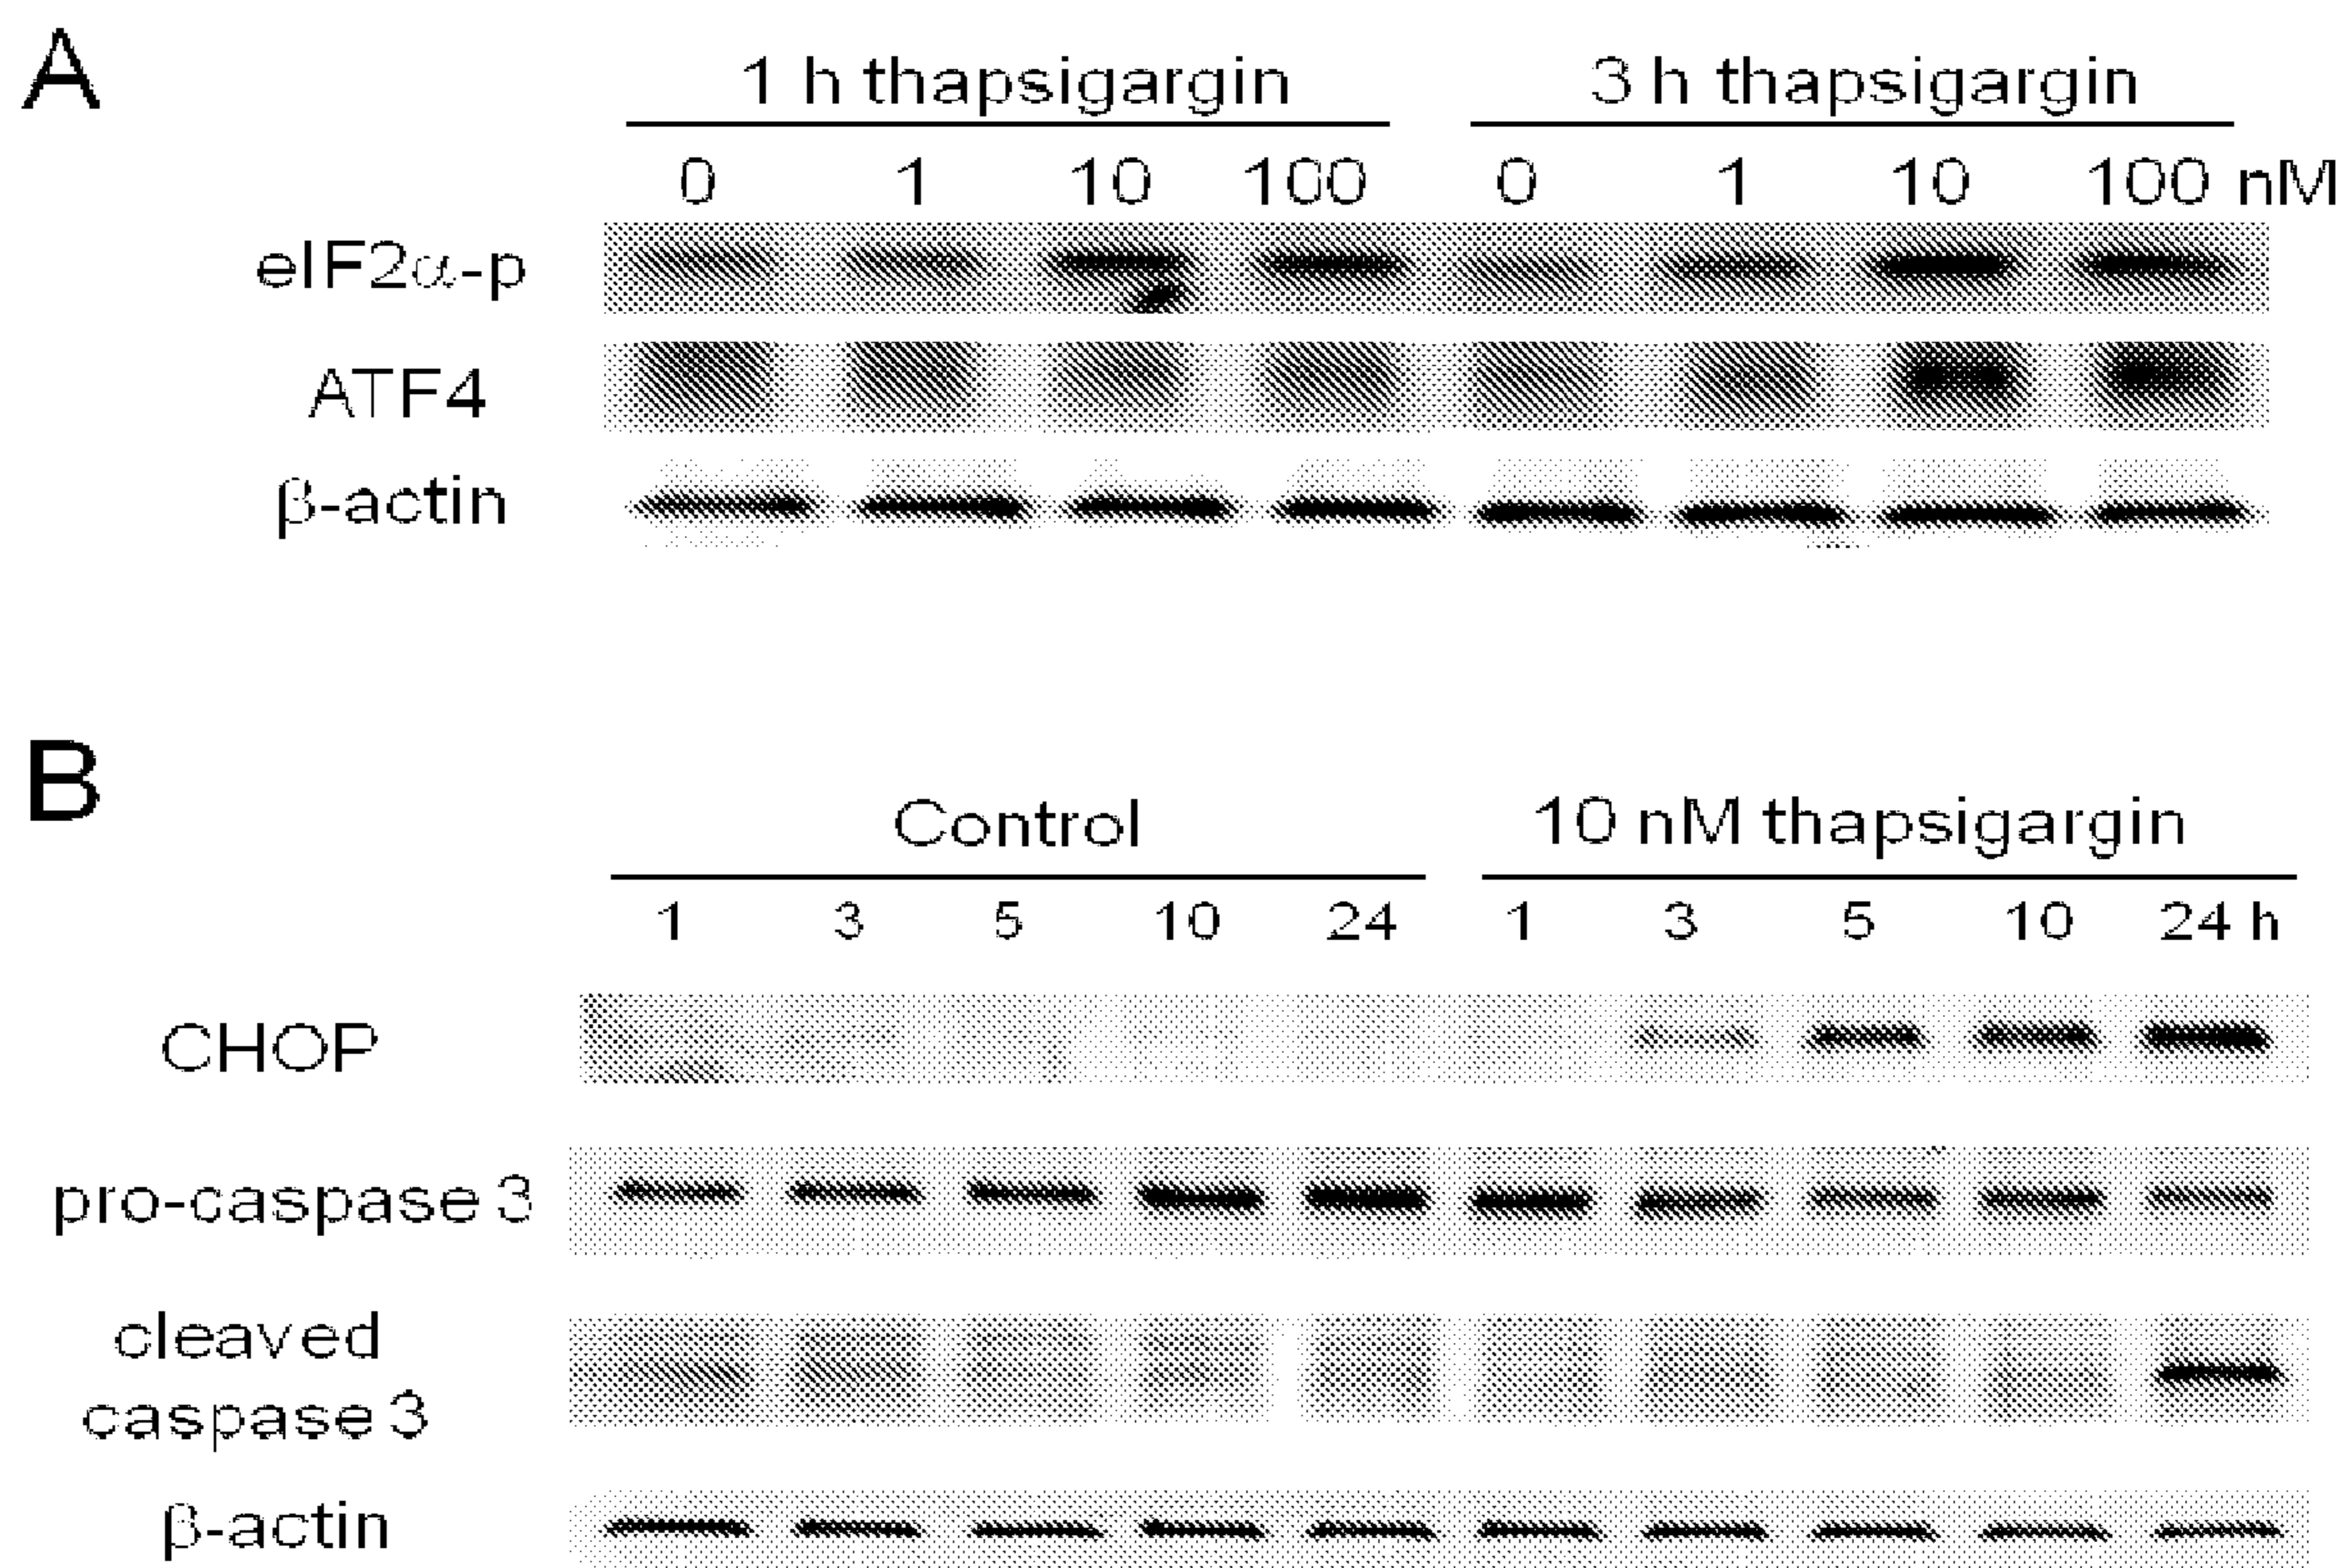 A
1 h thapsigargin 3 h thapsigargin
0 1 10 100 0 1 10 100 nM
eIF2α-p
ATF4
β-actin
B
Control 10 nM thapsigargin
1 3 5 10 24 1 3 5 10 24 h
CHOP
pro-caspase 3
cleaved
caspase 3
β-actin